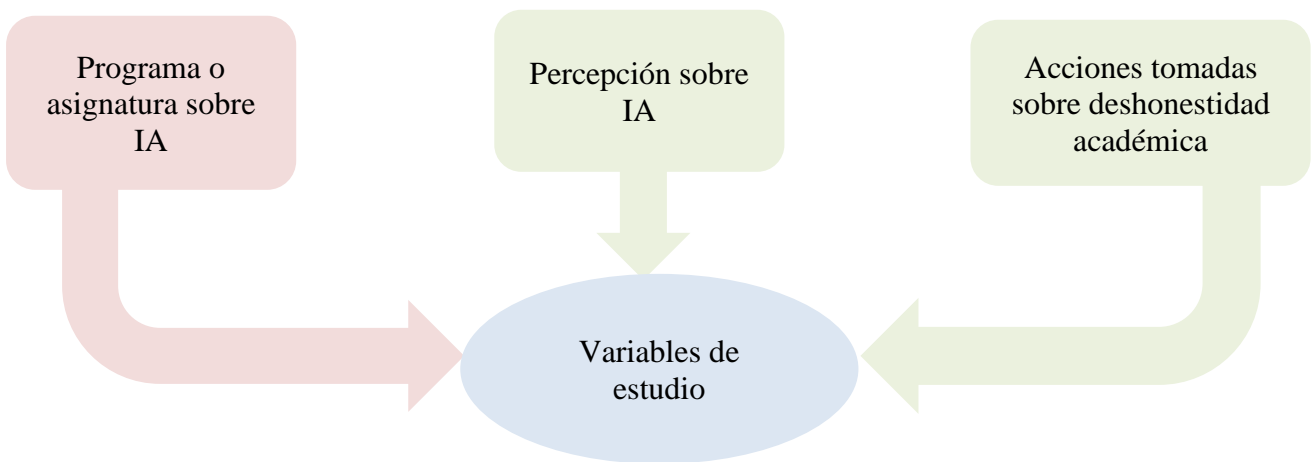 Programa o
asignatura sobre
IA
Percepción sobre
IA
Acciones tomadas
sobre deshonestidad
académica
Variables de
estudio